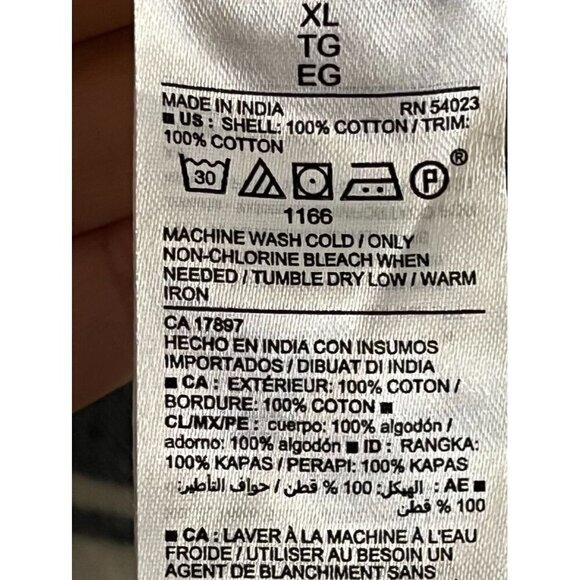 XL
TG
EG
MADE IN INDIA RN 54023
■ US : SHELL: 100% COTTON / TRIM:
100% COTTON
30 P ®
1166
MACHINE WASH COLD / ONLY
NON-CHLORINE BLEACH WHEN
NEEDED / TUMBLE DRY LOW / WARM
IRON
CA 17897
HECHO EN INDIA CON INSUMOS
IMPORTADOS / DIBUAT DI INDIA
■ CA : EXTÉRIEUR: 100% COTON /
BORDURE: 100% COTON ■
CL/MX/PE : cuerpo: 100% algodón /
adorno: 100% algodón ■ ID : RANGKA:
100% KAPAS / PERAPI: 100% KAPAS
■ AE : الهيكل: 100 % قطن / حواف التأطير:
100 % قطن
■ CA : LAVER À LA MACHINE À L'EAU
FROIDE / UTILISER AU BESOIN UN
AGENT DE BLANCHIMENT SANS